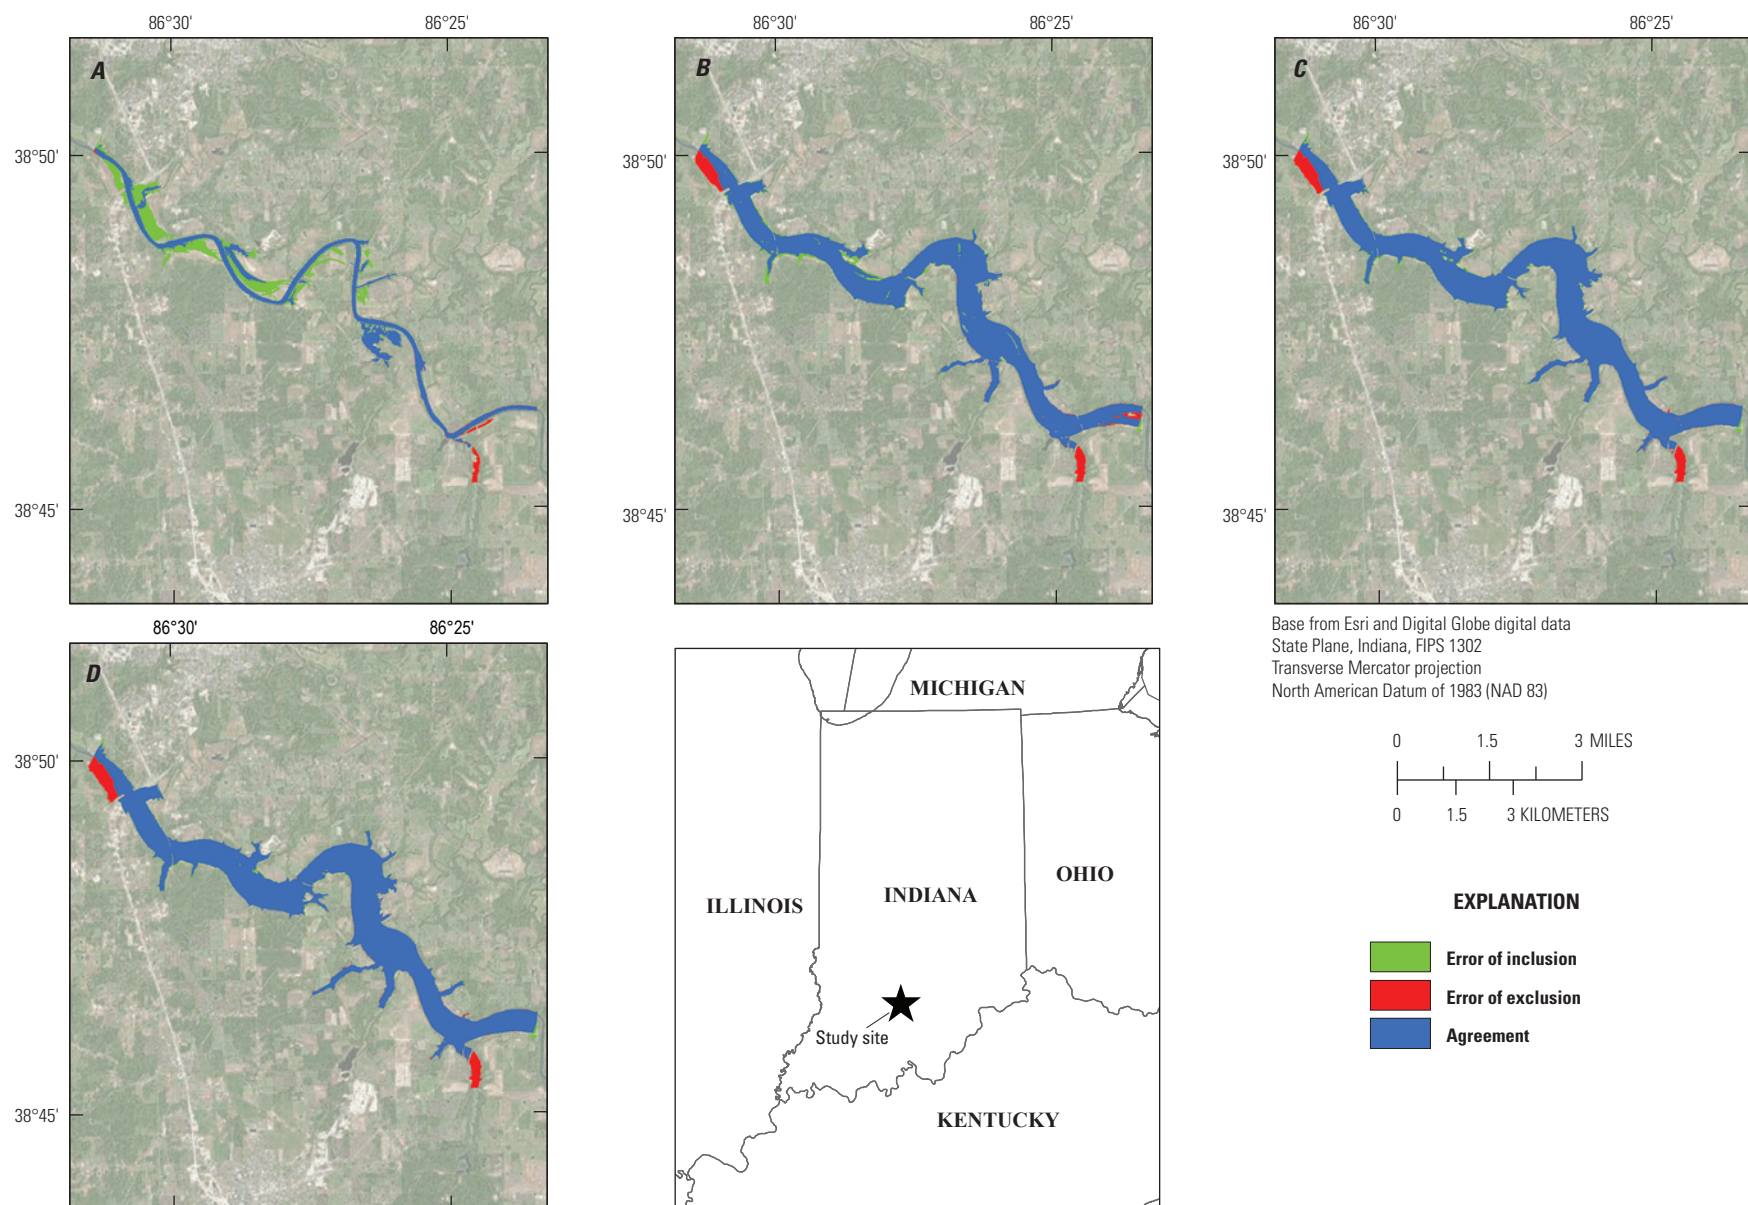 86°30'
86°25'
86°30'
86°25'
86°30'
86°25'
A
B
C
38°50'
38°50'
38°50'
38°45'
38°45'
38°45'
86°30'
86°25'
D
38°50'
38°45'
MICHIGAN
ILLINOIS
INDIANA
OHIO
Study site
KENTUCKY
Base from Esri and Digital Globe digital data
State Plane, Indiana, FIPS 1302
Transverse Mercator projection
North American Datum of 1983 (NAD 83)
0 1.5 3 MILES
0 1.5 3 KILOMETERS
EXPLANATION
Error of inclusion
Error of exclusion
Agreement